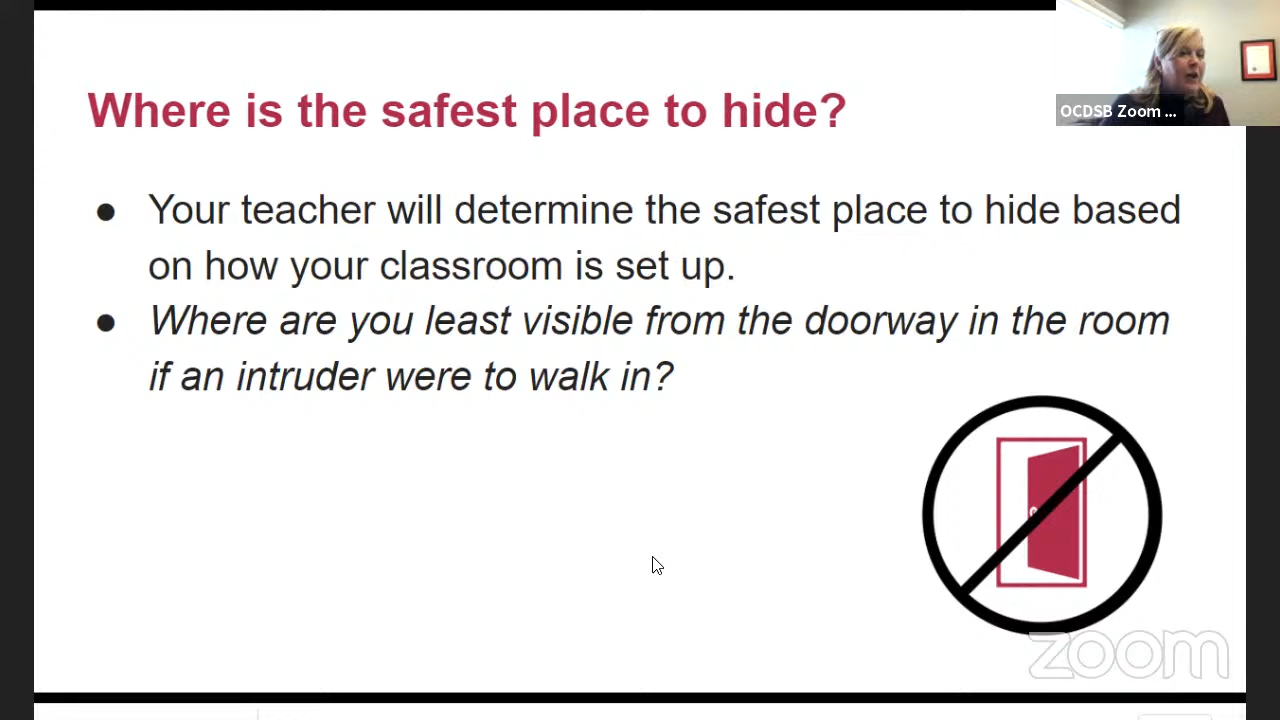 Where is the safest place to hide?
OCDSB Zoom ...
● Your teacher will determine the safest place to hide based
on how your classroom is set up.
● Where are you least visible from the doorway in the room
if an intruder were to walk in?
zoom